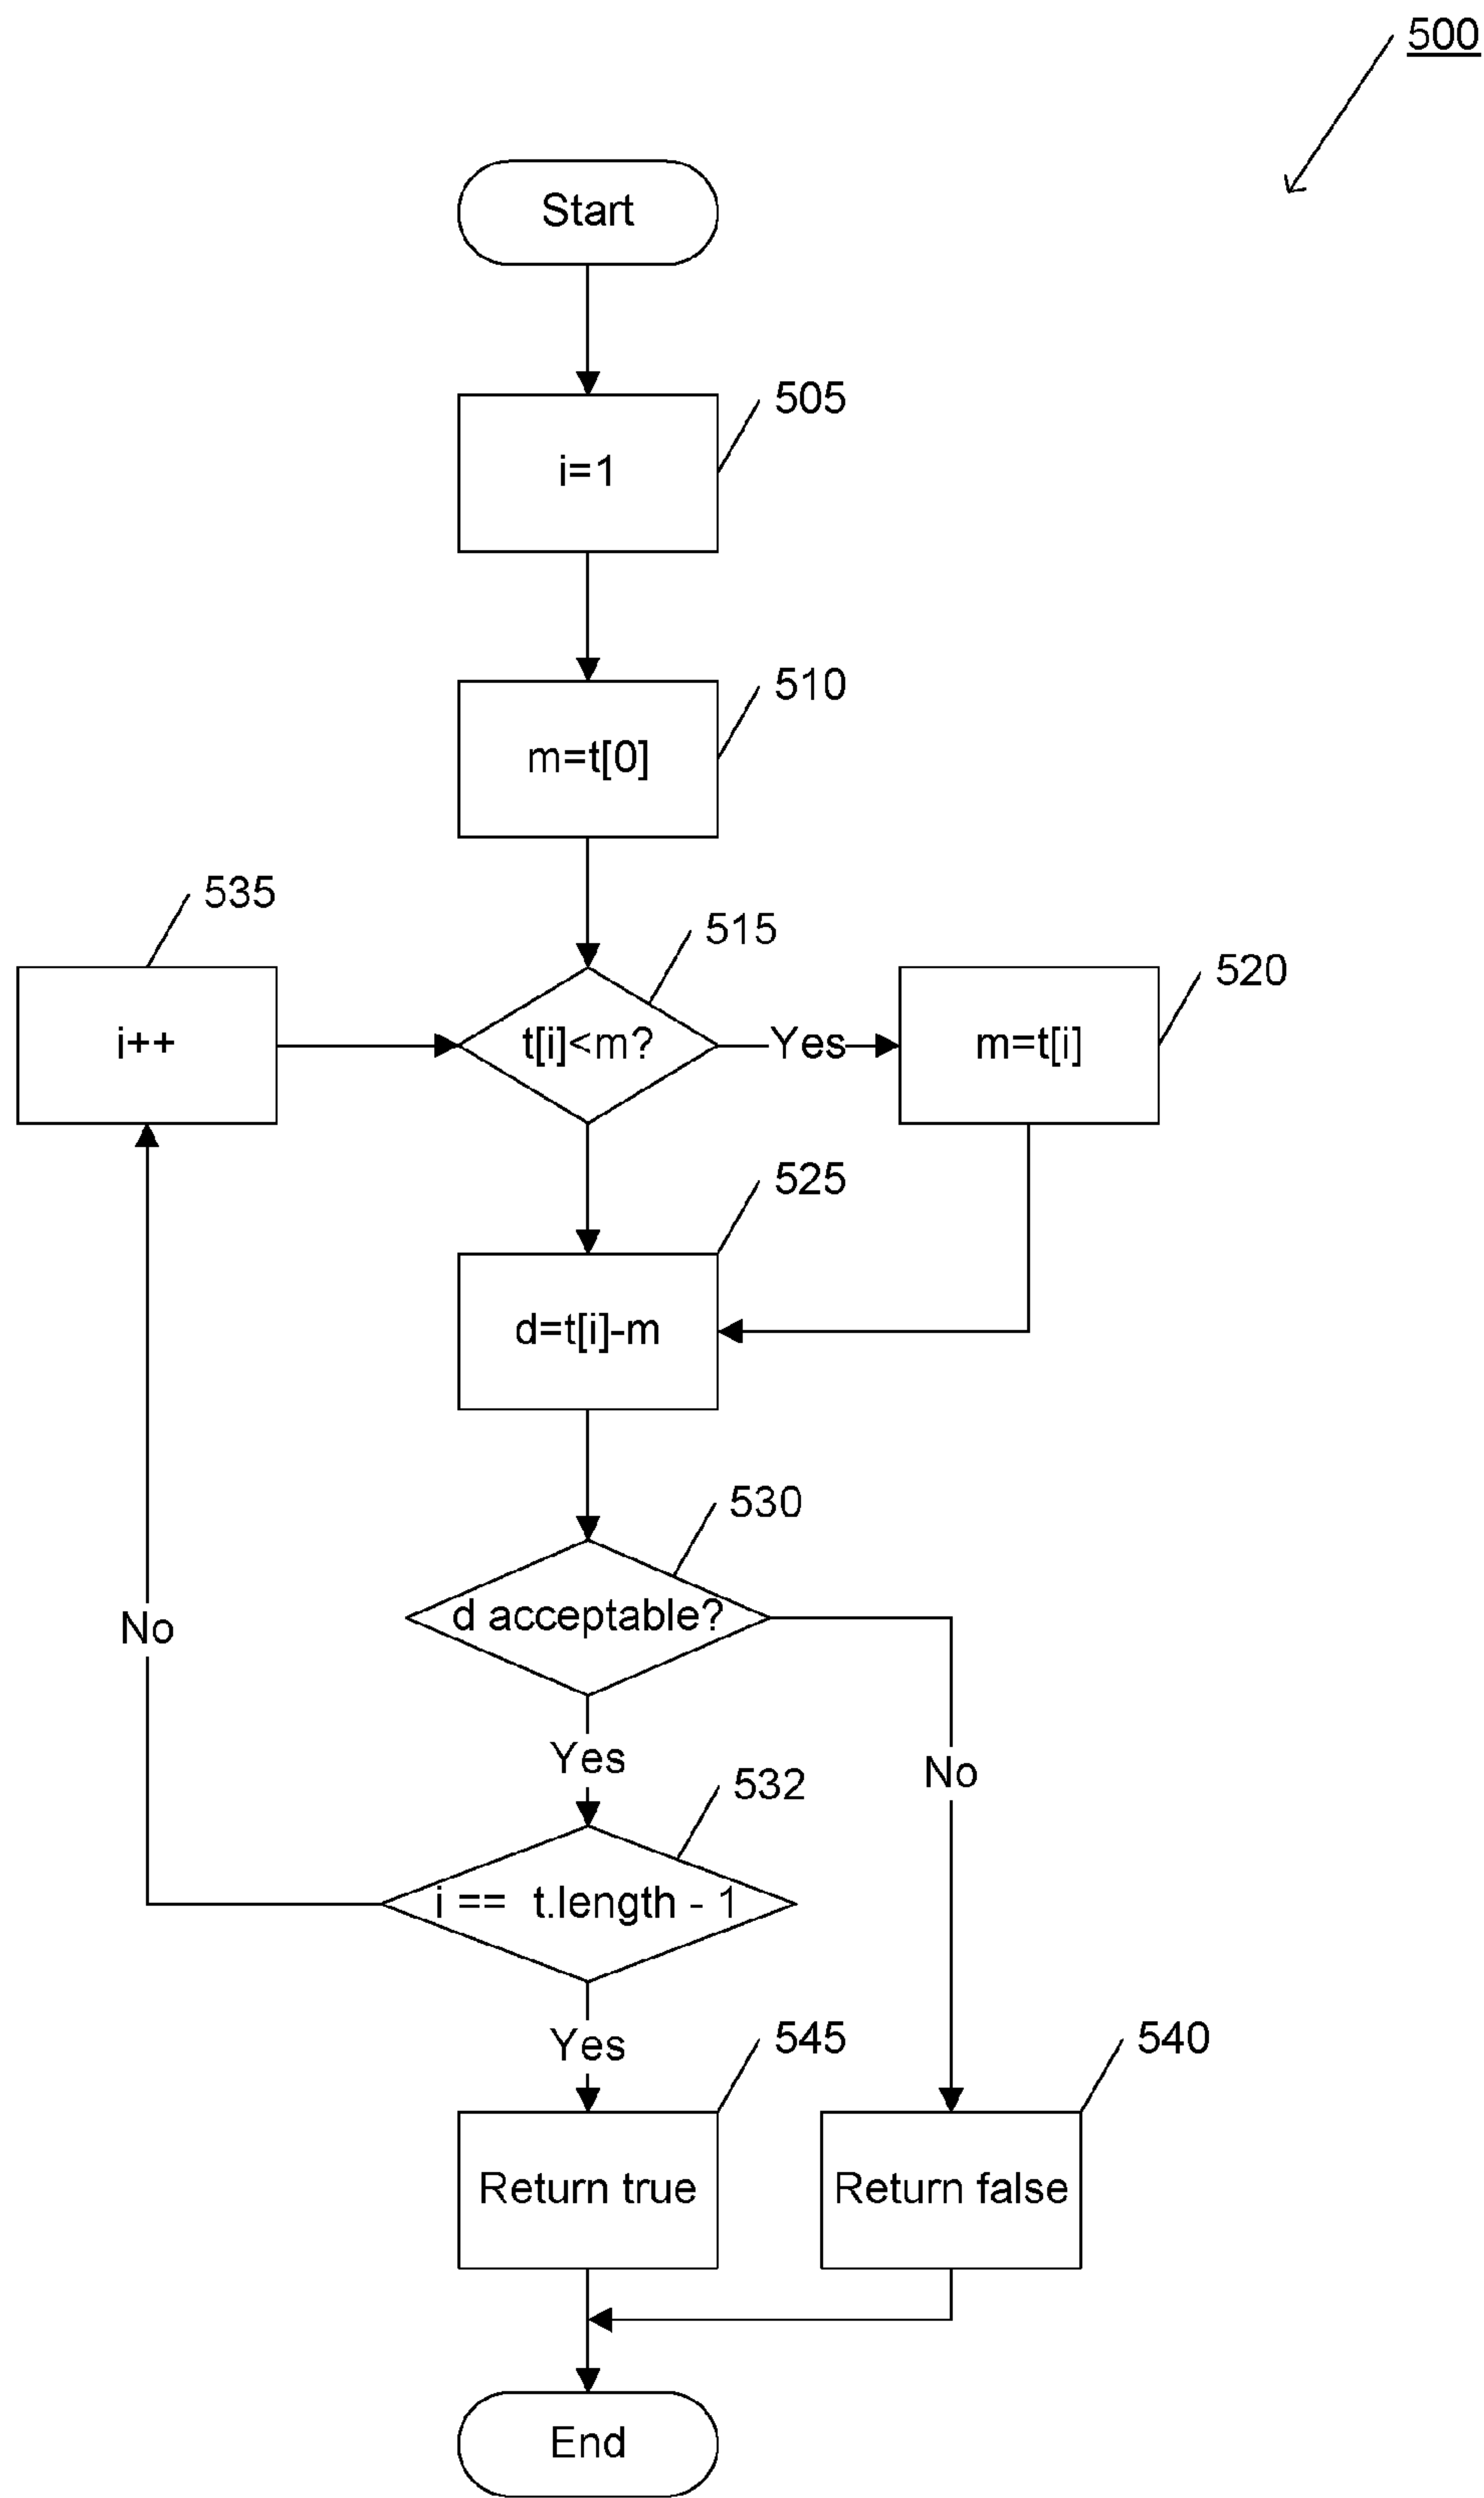 500
Start
505
i=1
510
m=t[0]
535
515
520
i++
t[i]<m?
Yes
m=t[i]
525
d=t[i]-m
530
d acceptable?
No
Yes
No
532
i == t.length - 1
Yes
545
540
Return true
Return false
End